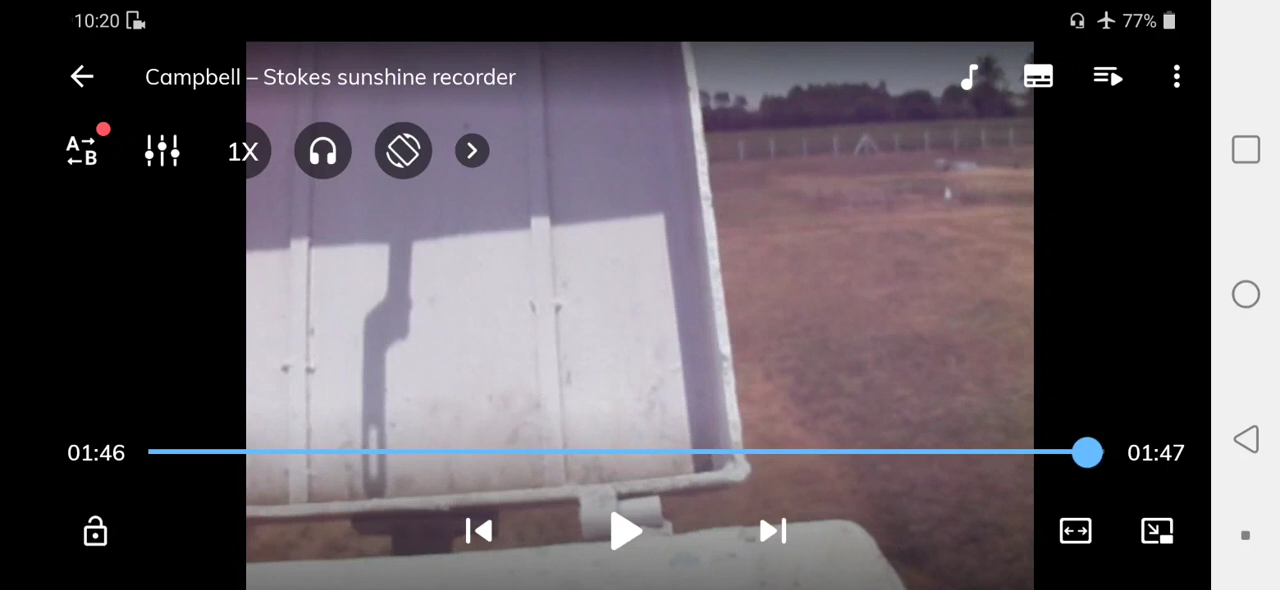 10:20
77%
Campbell – Stokes sunshine recorder
A
B
1X
01:46
01:47